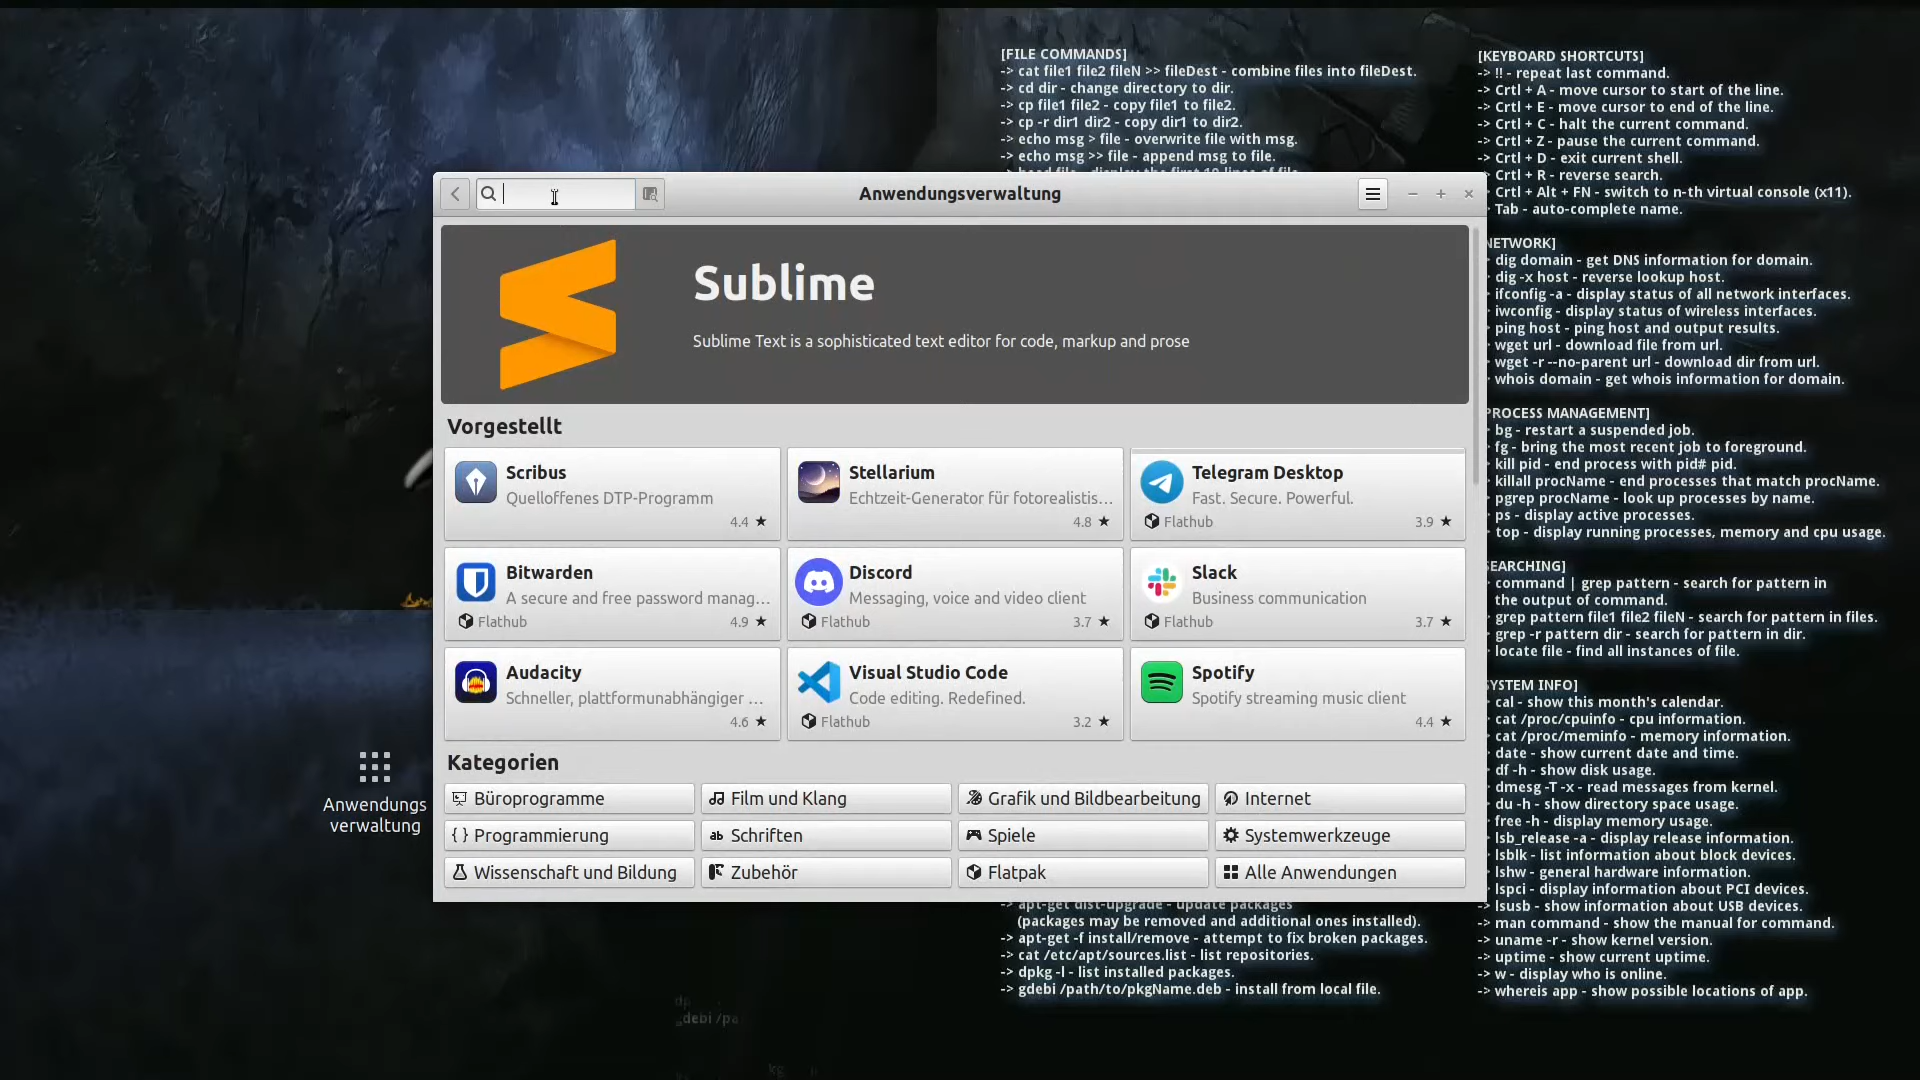 [FILE COMMANDS]
-> cat file1 file2 fileN >> fileDest - combine files into fileDest.
-> cd dir - change directory to dir.
-> cp file1 file2 - copy file1 to file2.
-> cp -r dir1 dir2 - copy dir1 to dir2.
-> echo msg > file - overwrite file with msg.
-> echo msg >> file - append msg to file.
[KEYBOARD SHORTCUTS]
-> !! - repeat last command.
-> Crtl + A - move cursor to start of the line.
-> Crtl + E - move cursor to end of the line.
-> Crtl + C - halt the current command.
-> Crtl + Z - pause the current command.
-> Crtl + D - exit current shell.
-> Crtl + R - reverse search.
Crtl + Alt + FN - switch to n-th virtual console (x11).
Tab - auto-complete name.
NETWORK]
dig domain - get DNS information for domain.
dig -x host - reverse lookup host.
ifconfig -a - display status of all network interfaces.
iwconfig - display status of wireless interfaces.
ping host - ping host and output results.
wget url - download file from url.
wget -r --no-parent url - download dir from url.
whois domain - get whois information for domain.
PROCESS MANAGEMENT]
bg - restart a suspended job.
fg - bring the most recent job to foreground.
kill pid - end process with pid# pid.
killall procName - end processes that match procName.
pgrep procName - look up processes by name.
ps - display active processes.
top - display running processes, memory and cpu usage.
SEARCHING]
command | grep pattern - search for pattern in
the output of command.
grep pattern file1 file2 fileN - search for pattern in files.
grep -r pattern dir - search for pattern in dir.
locate file - find all instances of file.
SYSTEM INFO]
cal - show this month's calendar.
cat /proc/cpuinfo - cpu information.
cat /proc/meminfo - memory information.
date - show current date and time.
df -h - show disk usage.
dmesg -T -x - read messages from kernel.
du -h - show directory space usage.
free -h - display memory usage.
lsb_release -a - display release information.
lsblk - list information about block devices.
lshw - general hardware information.
lspci - display information about PCI devices.
-> lsusb - show information about USB devices.
-> man command - show the manual for command.
-> uname -r - show kernel version.
-> uptime - show current uptime.
-> w - display who is online.
-> whereis app - show possible locations of app.
Anwendungsverwaltung
Sublime
Sublime Text is a sophisticated text editor for code, markup and prose
Vorgestellt
Scribus
Quelloffenes DTP-Programm
4.4 ★
Stellarium
Echtzeit-Generator für fotorealistis...
4.8 ★
Telegram Desktop
Fast. Secure. Powerful.
Flathub 3.9 ★
Bitwarden
A secure and free password manag...
Flathub 4.9 ★
Discord
Messaging, voice and video client
Flathub 3.7 ★
Slack
Business communication
Flathub 3.7 ★
Audacity
Schneller, plattformunabhängiger ...
4.6 ★
Visual Studio Code
Code editing. Redefined.
Flathub 3.2 ★
Spotify
Spotify streaming music client
4.4 ★
Kategorien
Büroprogramme
Film und Klang
Grafik und Bildbearbeitung
Internet
Programmierung
Schriften
Spiele
Systemwerkzeuge
Wissenschaft und Bildung
Zubehör
Flatpak
Alle Anwendungen
Anwendungs
verwaltung
-> apt-get dist-upgrade - update packages
(packages may be removed and additional ones installed).
-> apt-get -f install/remove - attempt to fix broken packages.
-> cat /etc/apt/sources.list - list repositories.
-> dpkg -l - list installed packages.
-> gdebi /path/to/pkgName.deb - install from local file.